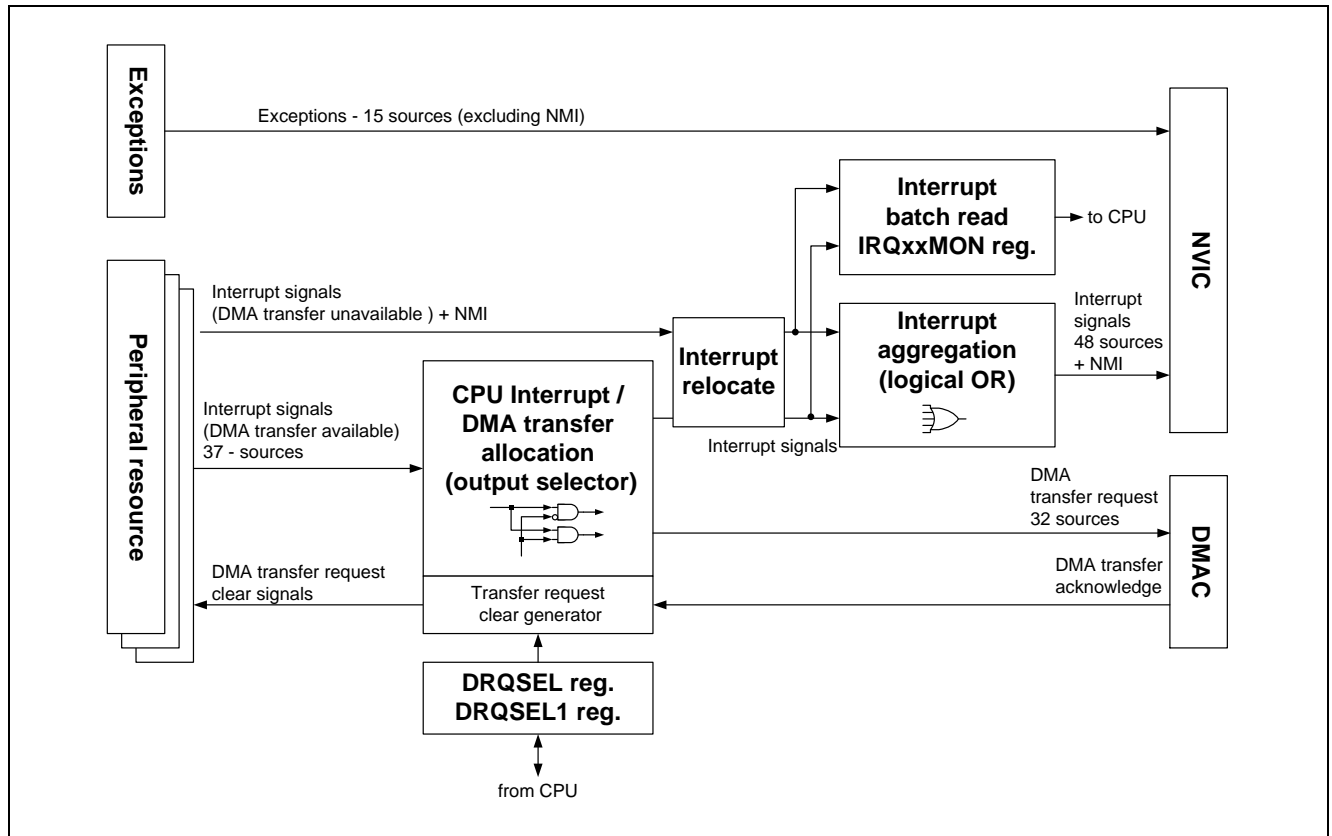 Exceptions
Exceptions - 15 sources (excluding NMI)
NVIC
Interrupt
batch read
IRQxxMON reg.
to CPU
Peripheral resource
Interrupt signals
(DMA transfer unavailable ) + NMI
Interrupt
relocate
Interrupt
aggregation
(logical OR)
Interrupt
signals
48 sources
+ NMI
Interrupt signals
(DMA transfer available)
37 - sources
CPU Interrupt /
DMA transfer
allocation
(output selector)
Interrupt signals
DMA
transfer request
32 sources
DMAC
DMA transfer
acknowledge
DMA transfer request
clear signals
Transfer request
clear generator
DRQSEL reg.
DRQSEL1 reg.
from CPU